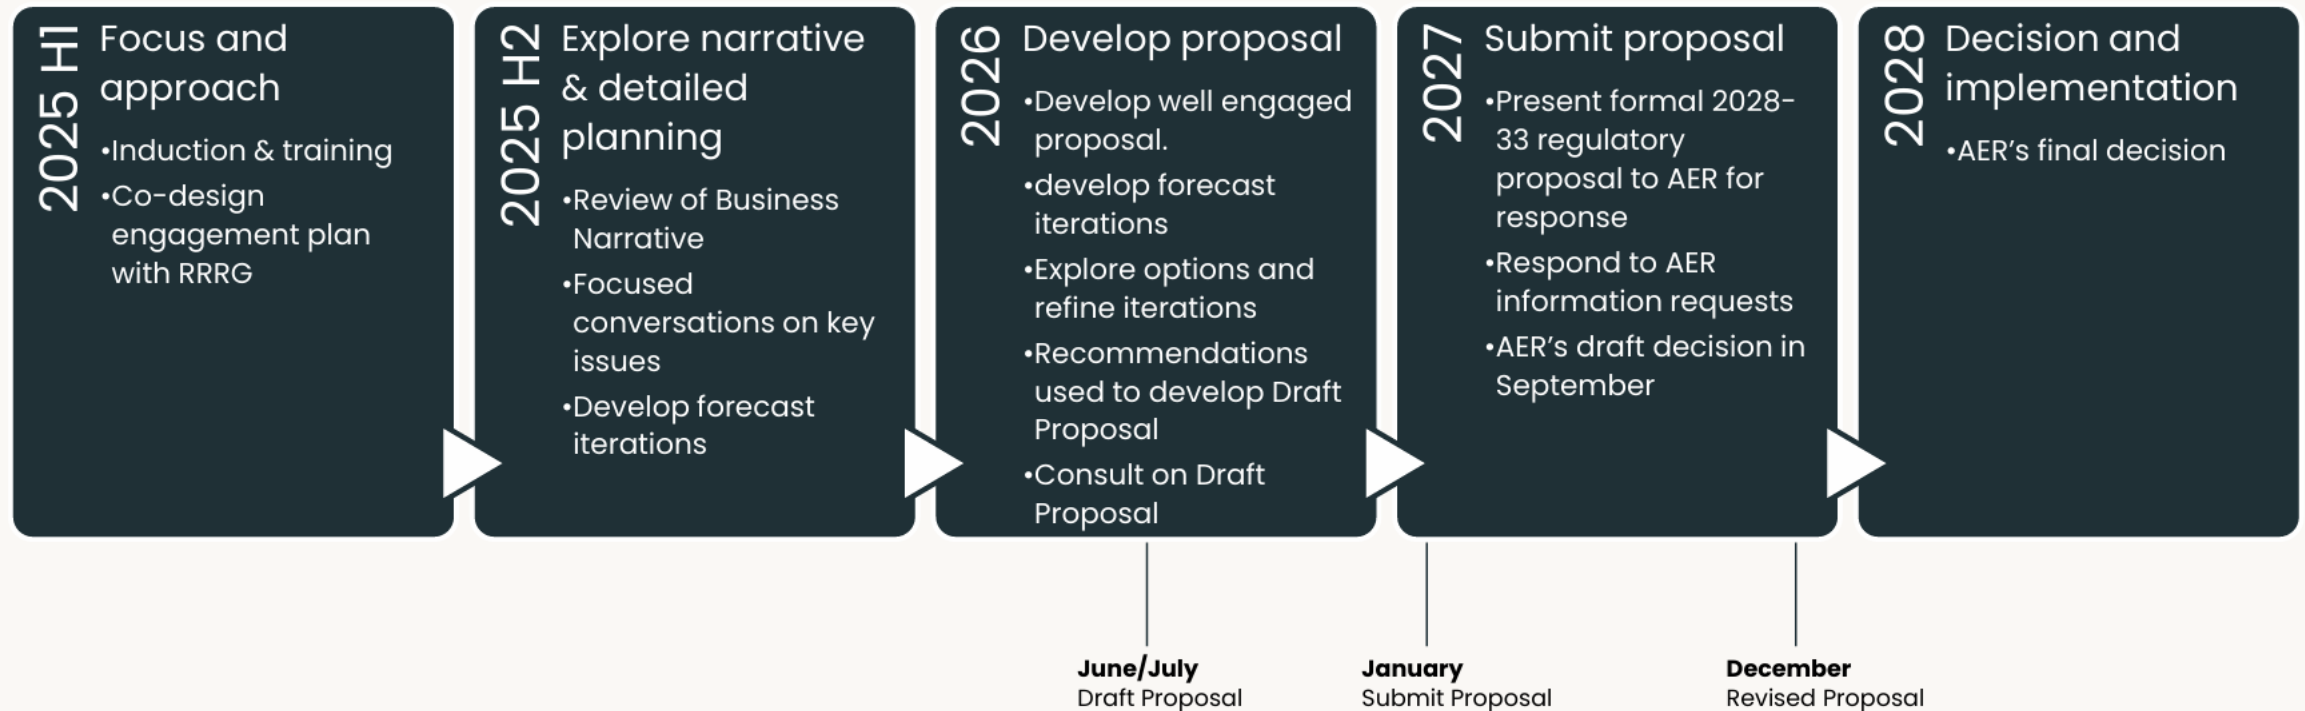 2025 H1
Focus and
approach
•Induction & training
•Co-design
engagement plan
with RRRG
2025 H2
Explore narrative
& detailed
planning
•Review of Business
Narrative
•Focused
conversations on key
issues
•Develop forecast
iterations
2026
Develop proposal
•Develop well engaged
proposal.
•develop forecast
iterations
•Explore options and
refine iterations
•Recommendations
used to develop Draft
Proposal
•Consult on Draft
Proposal
2027
Submit proposal
•Present formal 2028-
33 regulatory
proposal to AER for
response
•Respond to AER
information requests
•AER’s draft decision in
September
2028
Decision and
implementation
•AER’s final decision
June/July
Draft Proposal
January
Submit Proposal
December
Revised Proposal